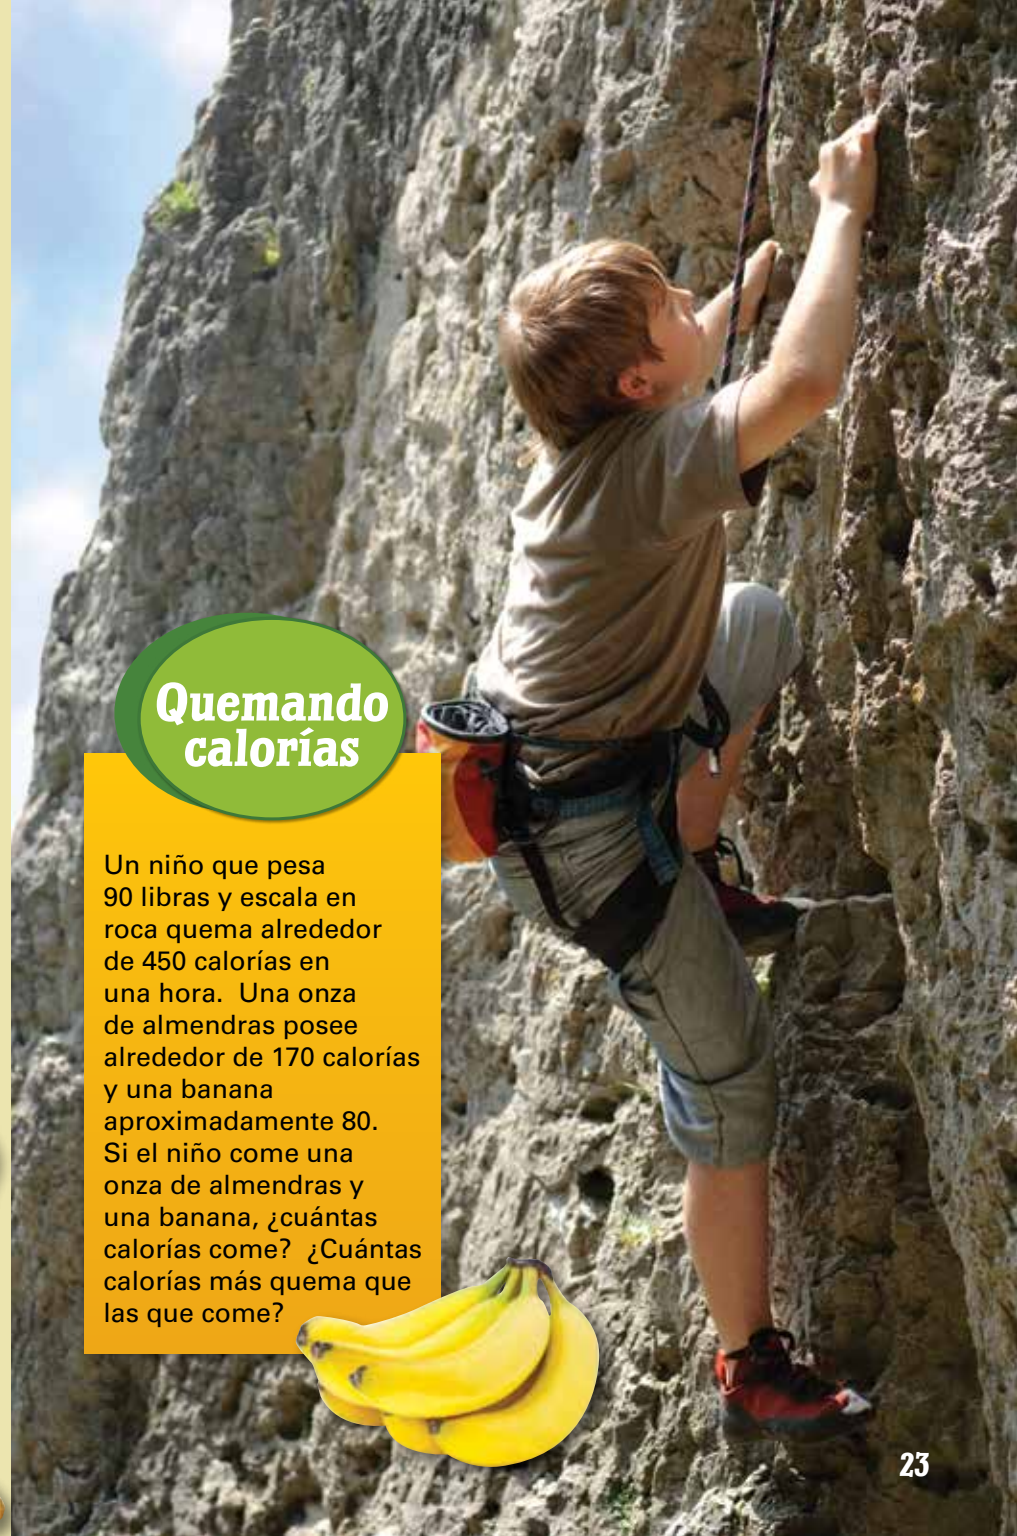 Quemando
calorías
Un niño que pesa
90 libras y escala en
roca quema alrededor
de 450 calorías en
una hora.  Una onza
de almendras posee
alrededor de 170 calorías
y una banana
aproximadamente 80.
Si el niño come una
onza de almendras y
una banana, ¿cuántas
calorías come?  ¿Cuántas
calorías más quema que
las que come?
23